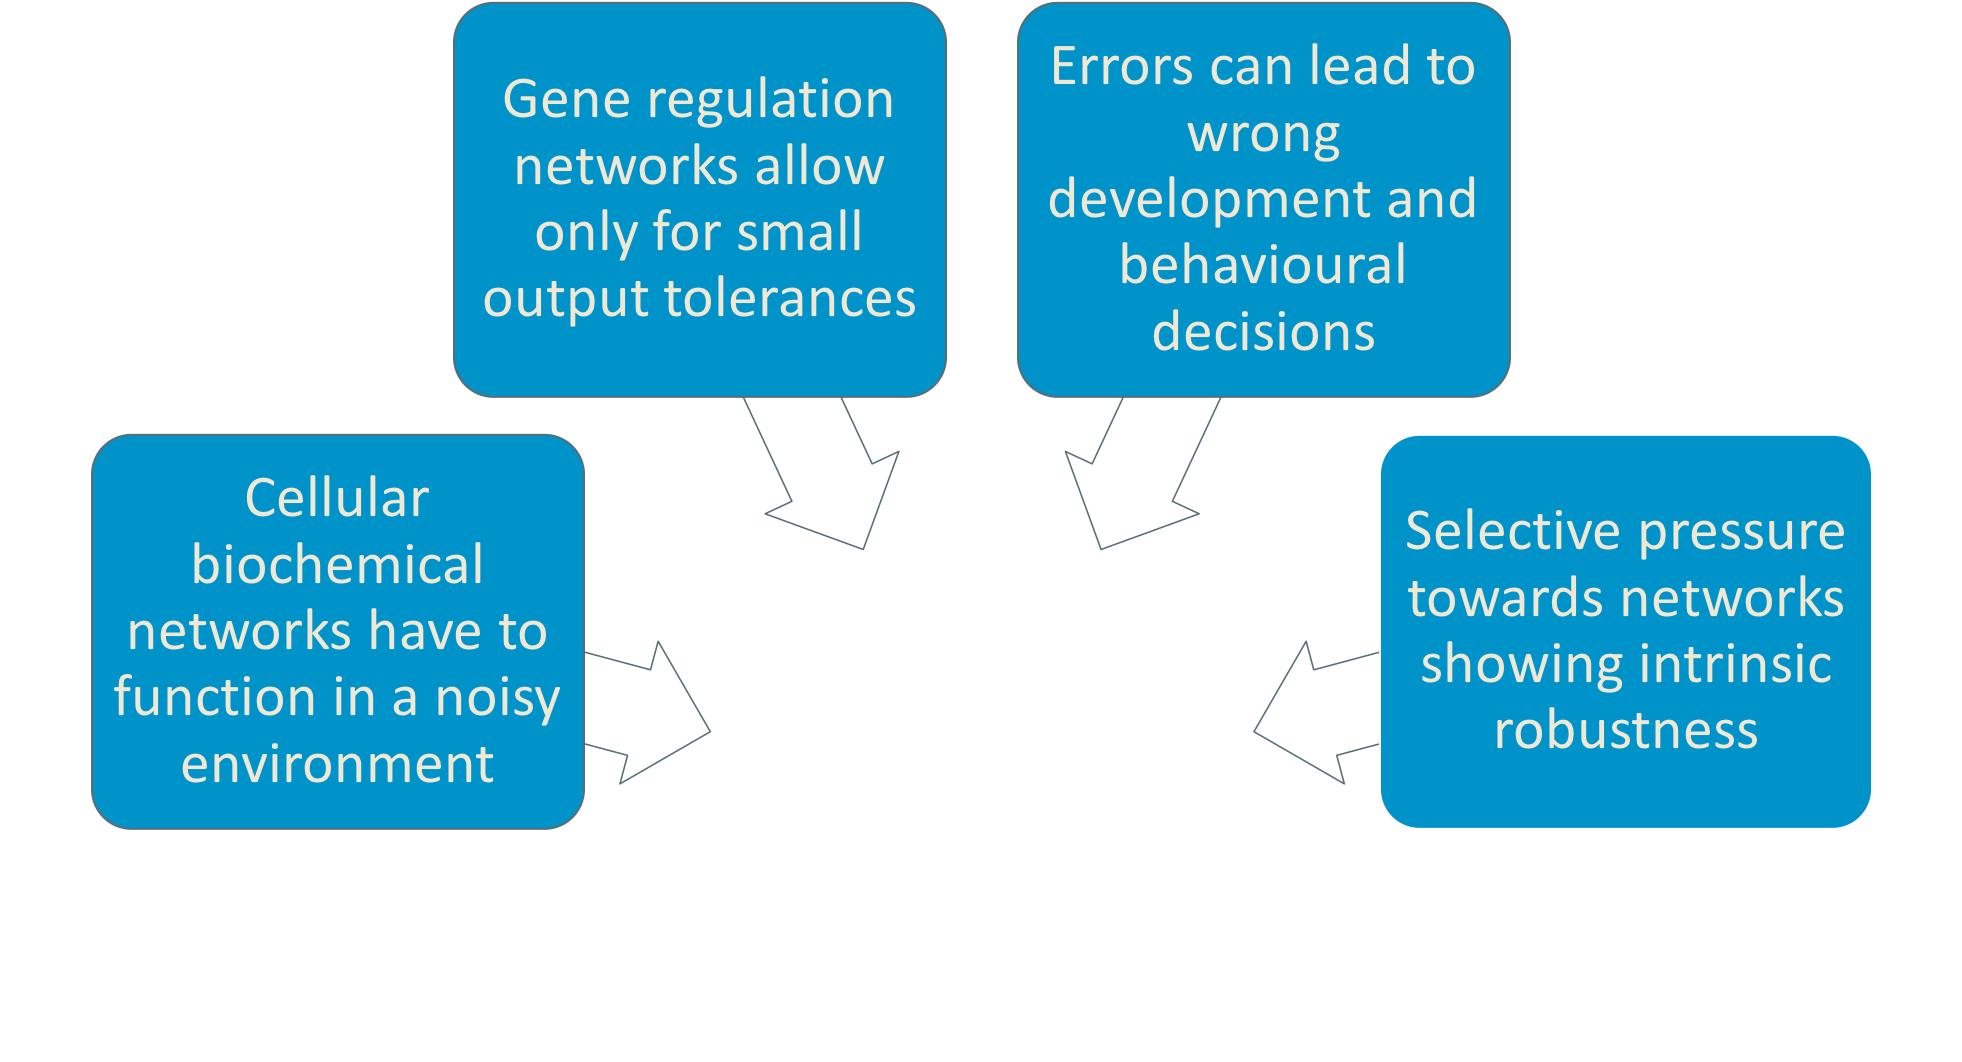 Gene regulation
networks allow
only for small
output tolerances
Errors can lead to
wrong
development and
behavioural
decisions
Cellular
biochemical
networks have to
function in a noisy
environment
Selective pressure
towards networks
showing intrinsic
robustness